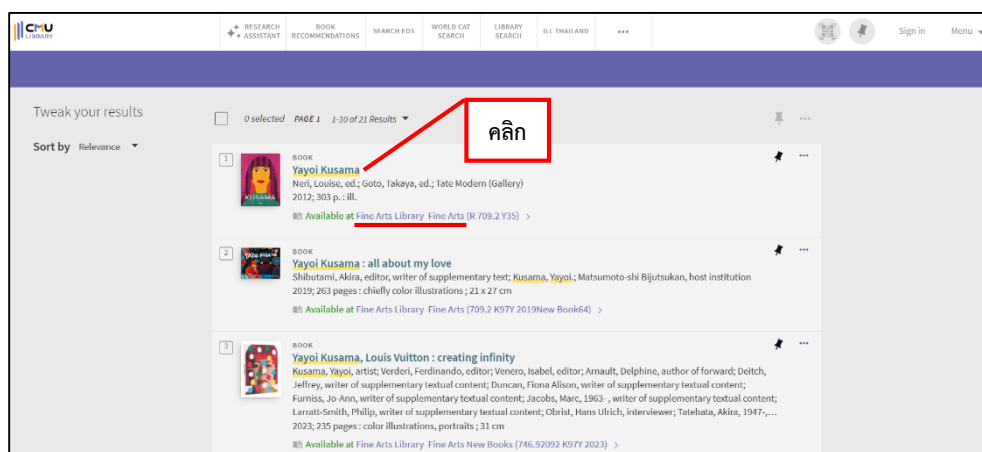 CMU
LIBRARY
RESEARCH ASSISTANT
BOOK RECOMMENDATIONS
SEARCH EDS
WORLD CAT SEARCH
LIBRARY SEARCH
ILL THAILAND
•••
Sign in
Menu
Tweak your results
Sort by Relevance
0 selected PAGE 1 1-10 of 21 Results
คลิก
1
BOOK
Yayoi Kusama
Neri, Louise, ed.; Goto, Takaya, ed.; Tate Modern (Gallery)
2012; 303 p. : ill.
Available at Fine Arts Library Fine Arts (R 709.2 Y35) >
KUSAMA
2
BOOK
Yayoi Kusama : all about my love
Shibutami, Akira, editor, writer of supplementary text; Kusama, Yayoi.; Matsumoto-shi Bijutsukan, host institution
2019; 263 pages : chiefly color illustrations ; 21 x 27 cm
Available at Fine Arts Library Fine Arts (709.2 K97Y 2019New Book64) >
3
BOOK
Yayoi Kusama, Louis Vuitton : creating infinity
Kusama, Yayoi, artist; Verderi, Ferdinando, editor; Venero, Isabel, editor; Arnault, Delphine, author of forward; Deitch,
Jeffrey, writer of supplementary textual content; Duncan, Fiona Alison, writer of supplementary textual content;
Furniss, Jo-Ann, writer of supplementary textual content; Jacobs, Marc, 1963- , writer of supplementary textual content;
Larratt-Smith, Philip, writer of supplementary textual content; Obrist, Hans Ulrich, interviewer; Tatehata, Akira, 1947-,…
2023; 235 pages : color illustrations, portraits ; 31 cm
Available at Fine Arts Library Fine Arts New Books (746.92092 K97Y 2023) >